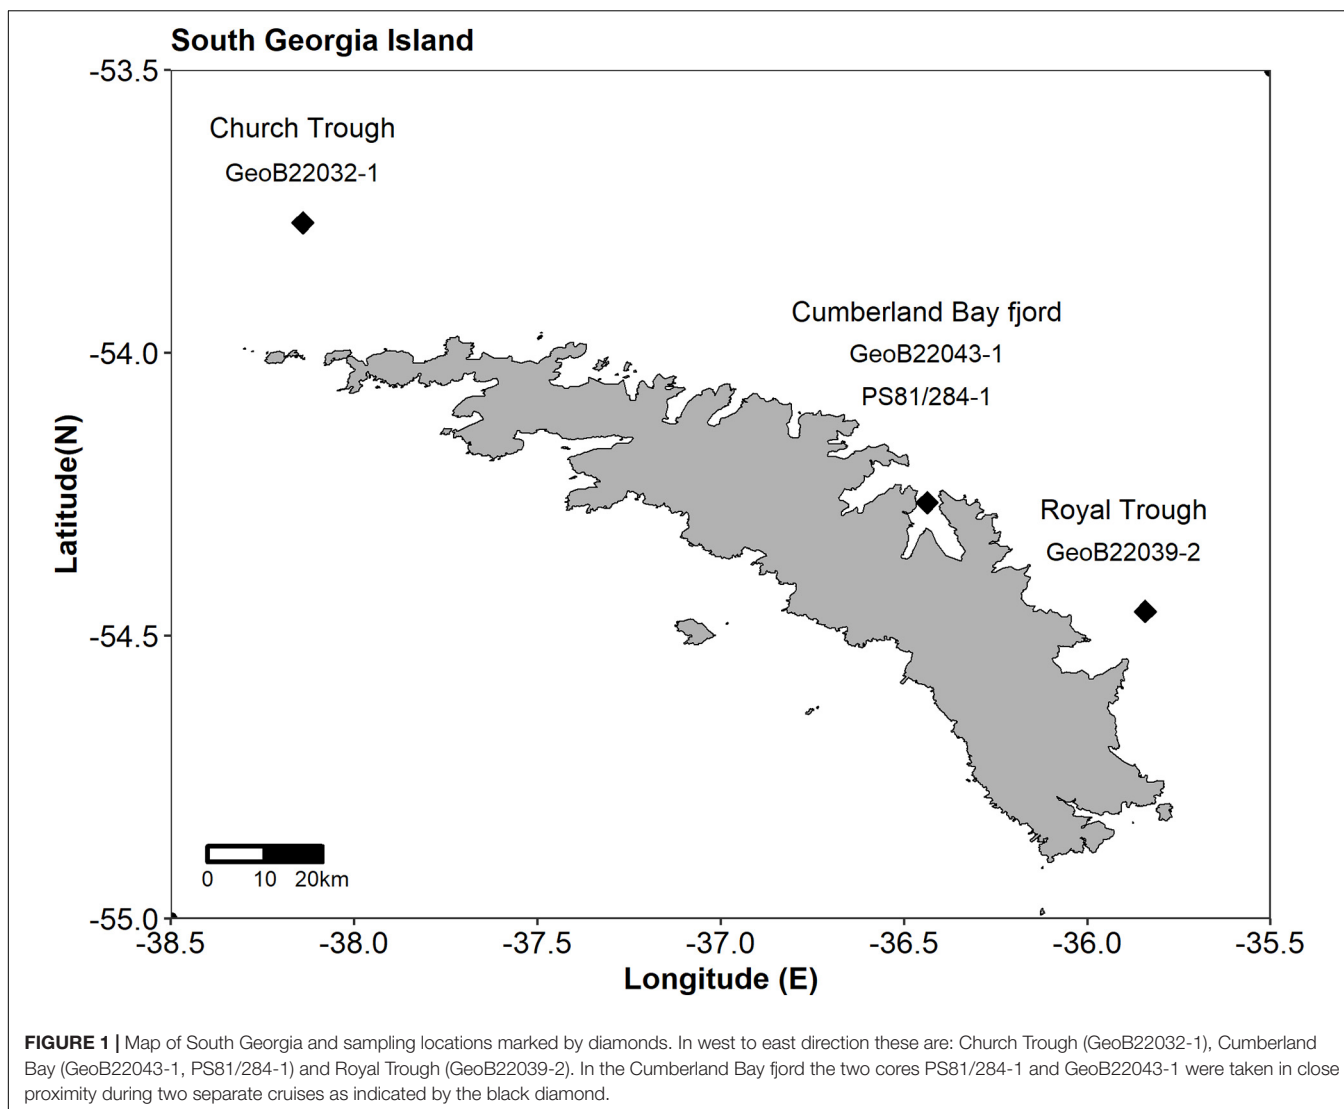 South Georgia Island
-53.5
Church Trough
GeoB22032-1
Cumberland Bay fjord
GeoB22043-1
PS81/284-1
-54.0
Royal Trough
GeoB22039-2
Latitude(N)
-54.5
0 10 20km
-55.0
-38.5 -38.0 -37.5 -37.0 -36.5 -36.0 -35.5
Longitude (E)
FIGURE 1 | Map of South Georgia and sampling locations marked by diamonds. In west to east direction these are: Church Trough (GeoB22032-1), Cumberland
Bay (GeoB22043-1, PS81/284-1) and Royal Trough (GeoB22039-2). In the Cumberland Bay fjord the two cores PS81/284-1 and GeoB22043-1 were taken in close
proximity during two separate cruises as indicated by the black diamond.